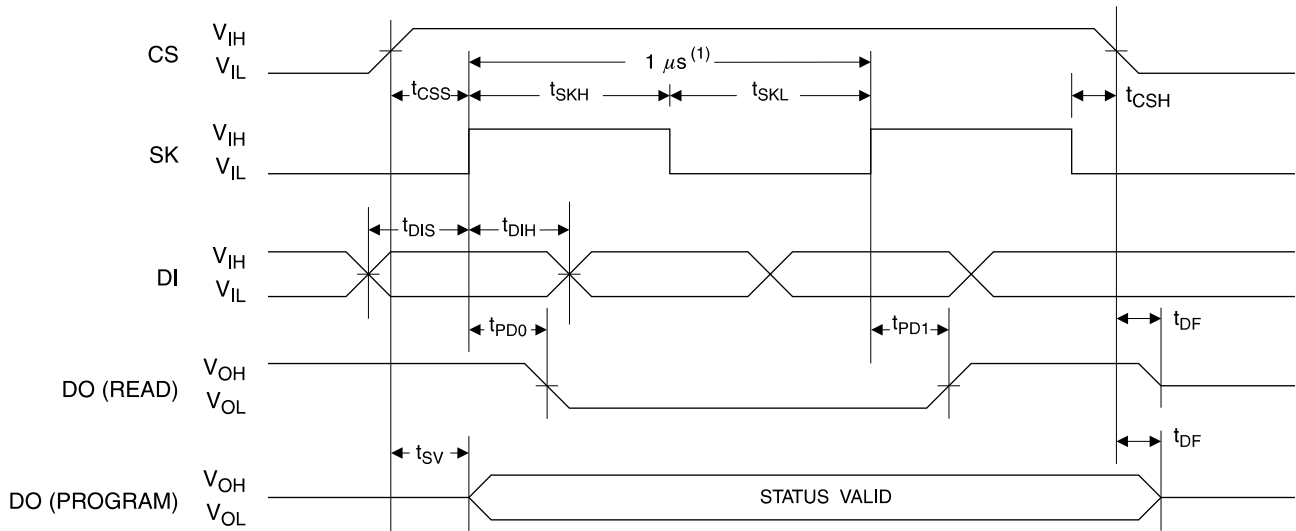 CS
V_IH
V_IL
1 μs (1)
t_CSS
t_SKH
t_SKL
t_CSH
SK
V_IH
V_IL
t_DIS
t_DIH
DI
V_IH
V_IL
t_PD0
t_PD1
t_DF
DO (READ)
V_OH
V_OL
t_SV
t_DF
DO (PROGRAM)
V_OH
V_OL
STATUS VALID